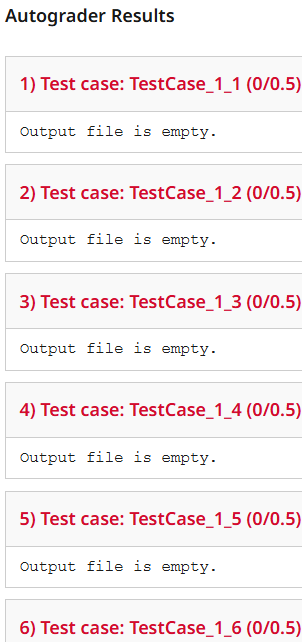 Autograder Results
1) Test case: TestCase_1_1 (0/0.5)
Output file is empty.
2) Test case: TestCase_1_2 (0/0.5)
Output file is empty.
3) Test case: TestCase_1_3 (0/0.5)
Output file is empty.
4) Test case: TestCase_1_4 (0/0.5)
Output file is empty.
5) Test case: TestCase_1_5 (0/0.5)
Output file is empty.
6) Test case: TestCase_1_6 (0/0.5)